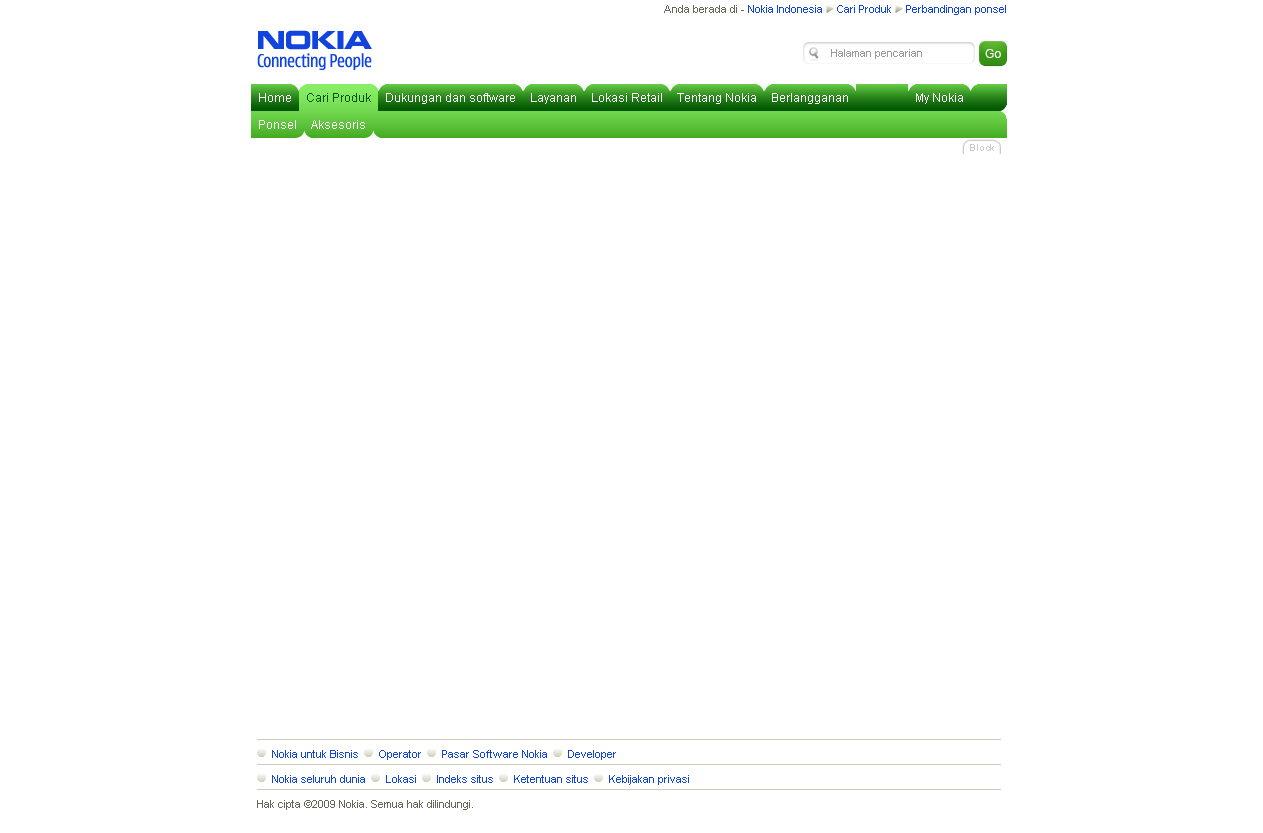 Anda berada di - Nokia Indonesia Cari Produk Perbandingan ponsel
NOKIA
Connecting People
Halaman pencarian Go
Home Cari Produk Dukungan dan software Layanan Lokasi Retail Tentang Nokia Berlangganan My Nokia
Ponsel Aksesoris
Block
Nokia untuk Bisnis Operator Pasar Software Nokia Developer
Nokia seluruh dunia Lokasi Indeks situs Ketentuan situs Kebijakan privasi
Hak cipta ©2009 Nokia. Semua hak dilindungi.